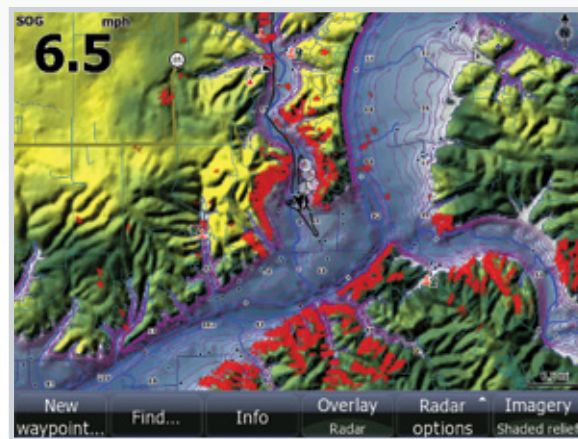 SOG mph
6.5
New waypoint...
Find...
Info
Overlay
Radar
Radar options
Imagery
Shaded relief